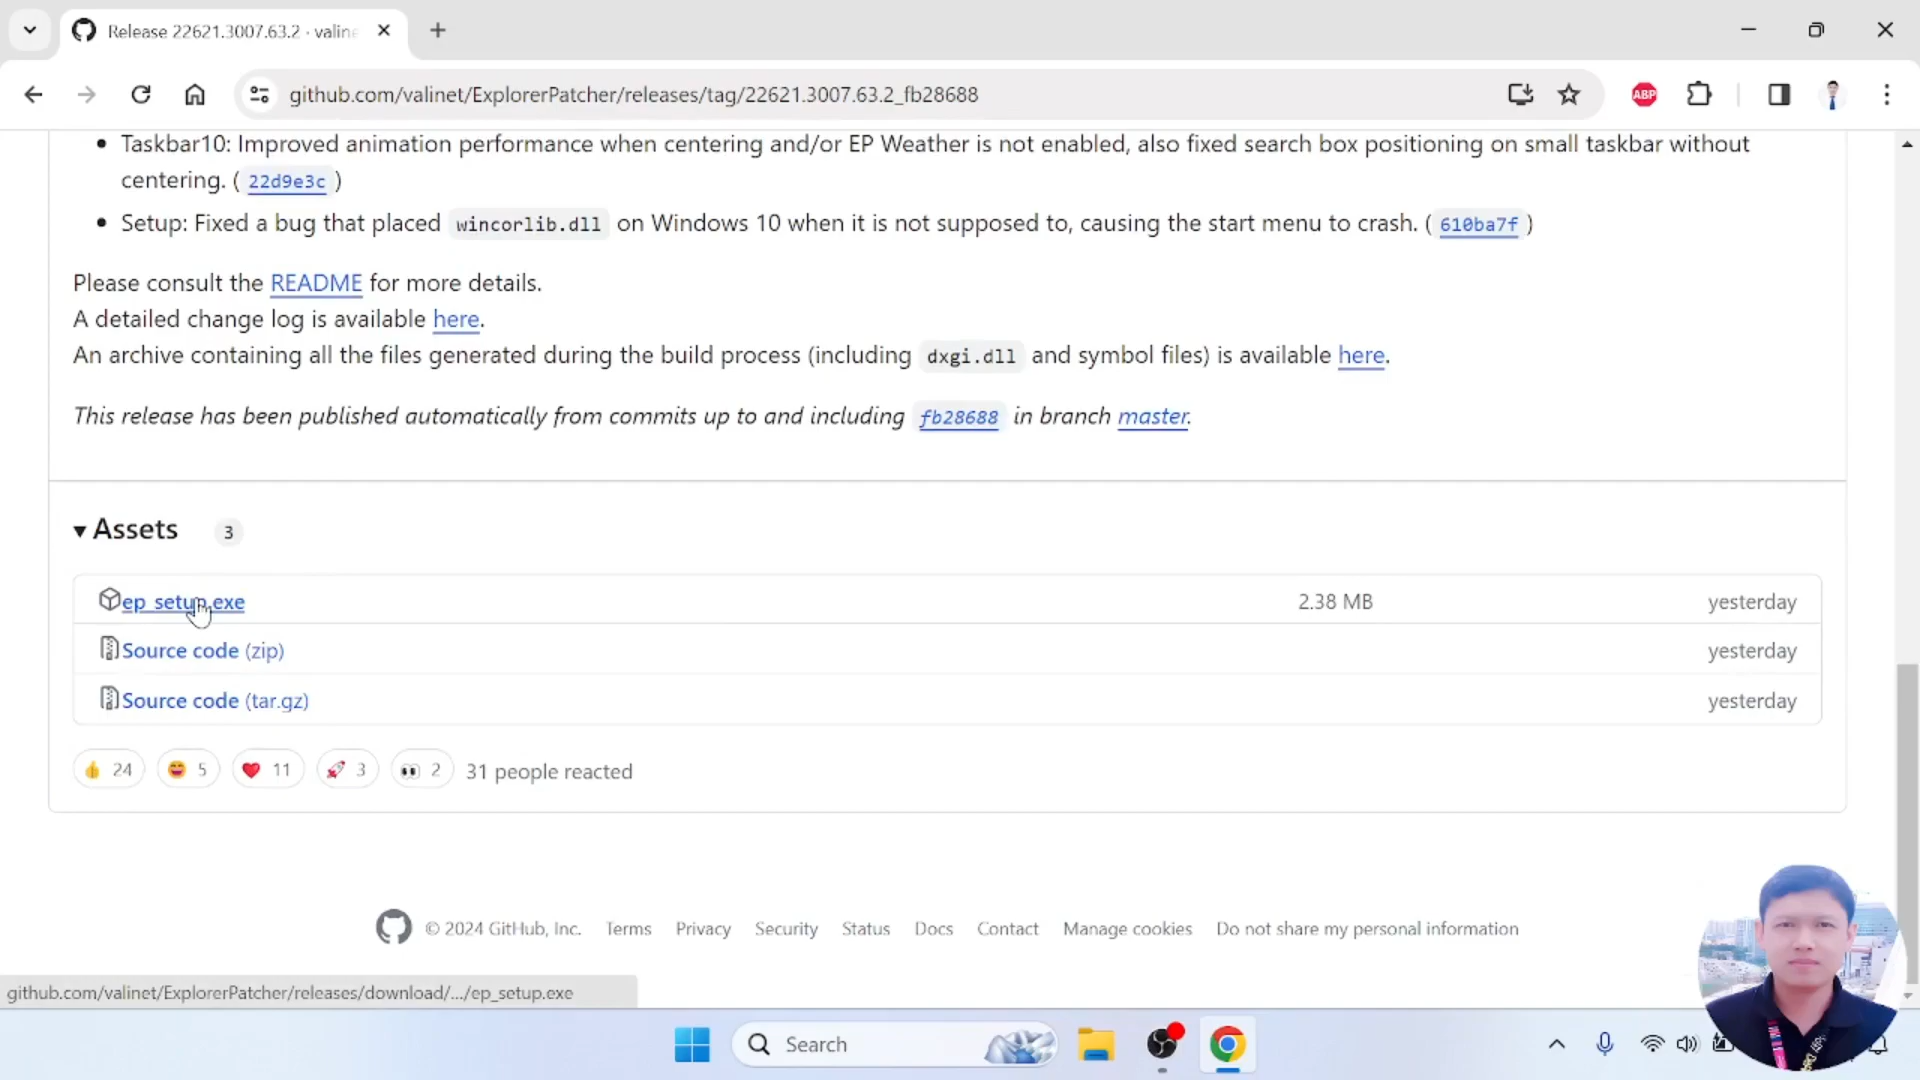 Release 22621.3007.63.2 · valine
github.com/valinet/ExplorerPatcher/releases/tag/22621.3007.63.2_fb28688
ABP
• Taskbar10: Improved animation performance when centering and/or EP Weather is not enabled, also fixed search box positioning on small taskbar without
centering. ( 22d9e3c )
• Setup: Fixed a bug that placed wincorlib.dll on Windows 10 when it is not supposed to, causing the start menu to crash. ( 610ba7f )
Please consult the README for more details.
A detailed change log is available here.
An archive containing all the files generated during the build process (including dxgi.dll and symbol files) is available here.
This release has been published automatically from commits up to and including fb28688 in branch master.
Assets 3
ep_setup.exe 2.38 MB yesterday
Source code (zip) yesterday
Source code (tar.gz) yesterday
24 5 11 3 2 31 people reacted
© 2024 GitHub, Inc. Terms Privacy Security Status Docs Contact Manage cookies Do not share my personal information
github.com/valinet/ExplorerPatcher/releases/download/.../ep_setup.exe
Search